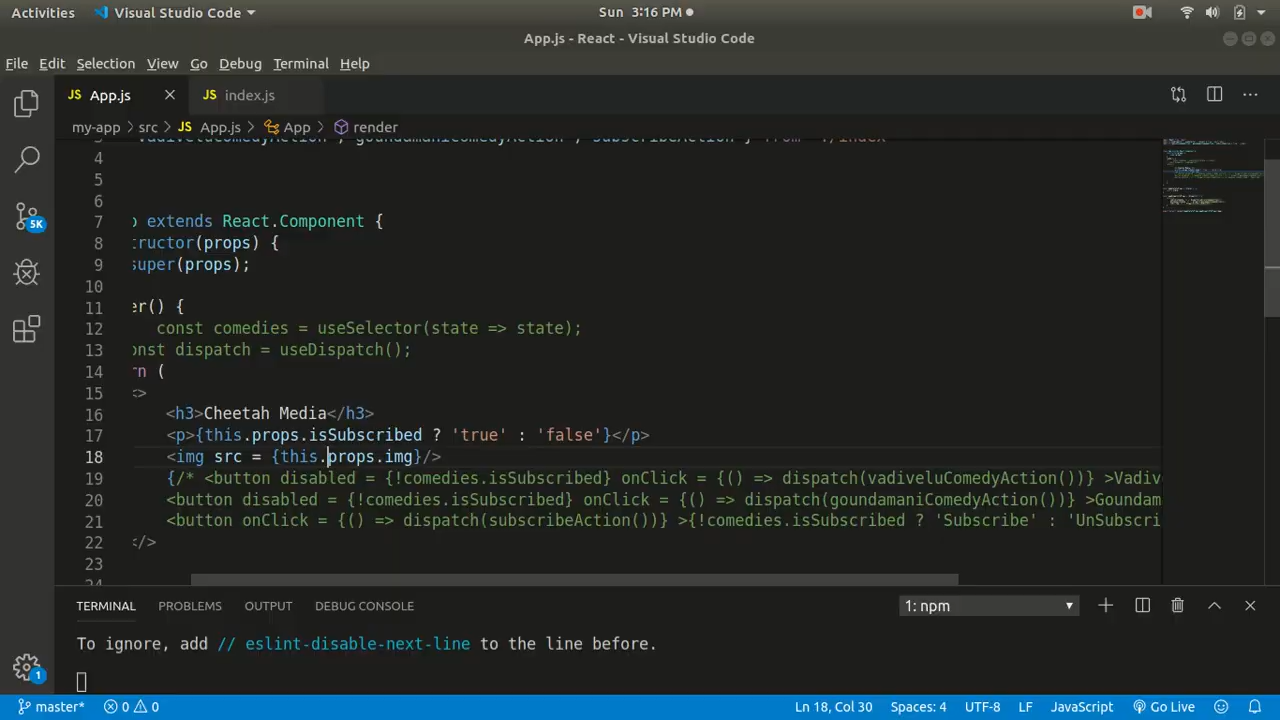 Activities Visual Studio Code Sun 3:16 PM
App.js - React - Visual Studio Code
File Edit Selection View Go Debug Terminal Help
JS App.js JS index.js
my-app > src > JS App.js > App > render
4
5
6
7 extends React.Component {
8 tructor(props) {
9 super(props);
10
11 er() {
12 const comedies = useSelector(state => state);
13 onst dispatch = useDispatch();
14 rn (
15 <>
16 <h3>Cheetah Media</h3>
17 <p>{this.props.isSubscribed ? 'true' : 'false'}</p>
18 <img src = {this.props.img}/>
19 {/* <button disabled = {!comedies.isSubscribed} onClick = {() => dispatch(vadiveluComedyAction())} >Vadive
20 <button disabled = {!comedies.isSubscribed} onClick = {() => dispatch(goundamaniComedyAction())} >Goundam
21 <button onClick = {() => dispatch(subscribeAction())} >{!comedies.isSubscribed ? 'Subscribe' : 'UnSubscri
22 </>
23
24
5K
TERMINAL PROBLEMS OUTPUT DEBUG CONSOLE 1: npm
To ignore, add // eslint-disable-next-line to the line before.
1
master* 0 0 Ln 18, Col 30 Spaces: 4 UTF-8 LF JavaScript Go Live